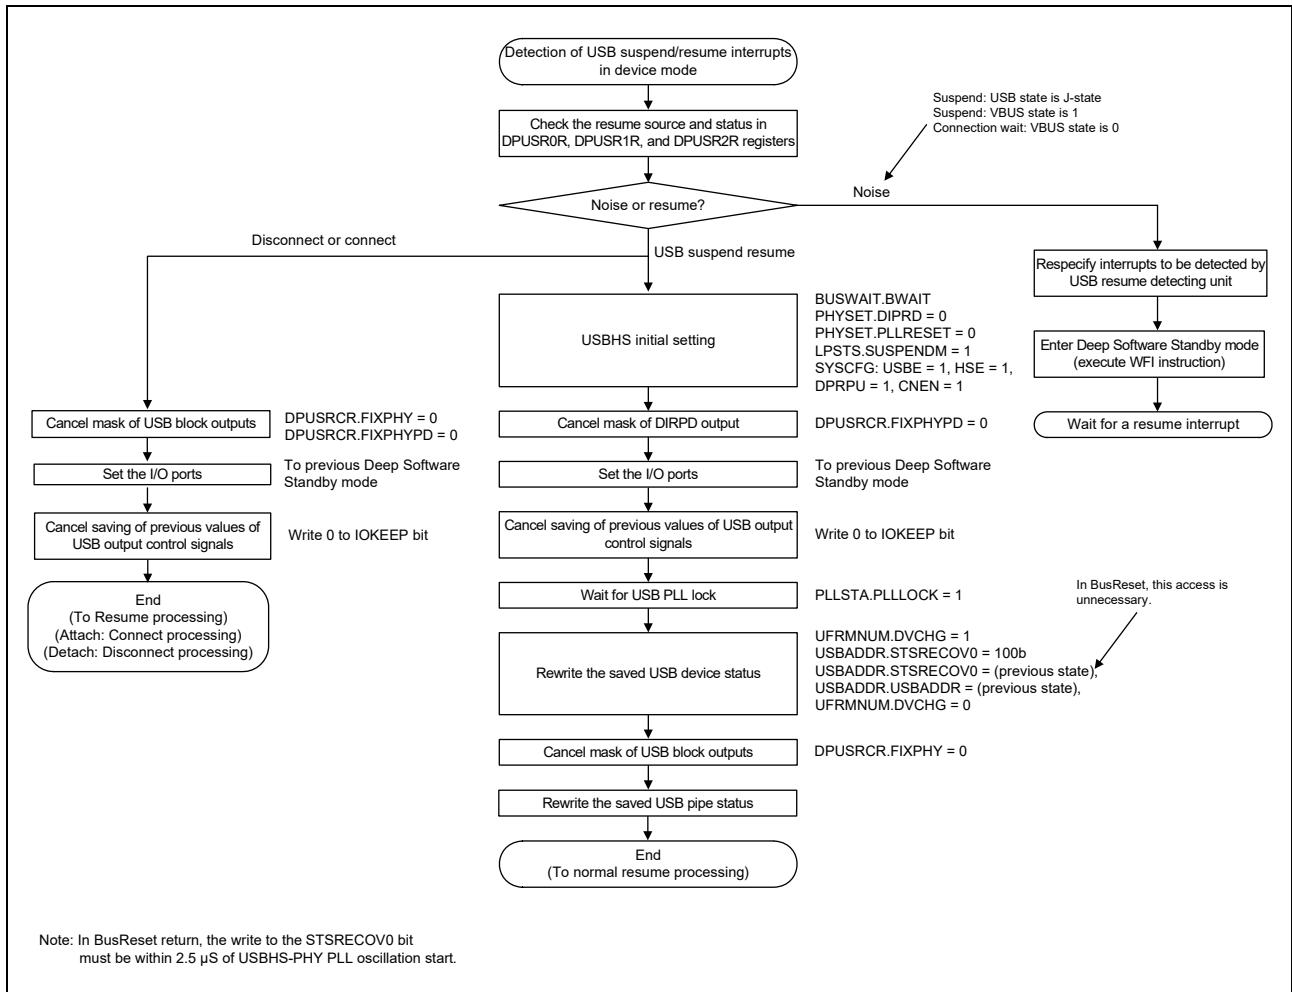 Detection of USB suspend/resume interrupts
in device mode
Check the resume source and status in
DPUSR0R, DPUSR1R, and DPUSR2R registers
Suspend: USB state is J-state
Suspend: VBUS state is 1
Connection wait: VBUS state is 0
Noise or resume?
Noise
Disconnect or connect
USB suspend resume
Respecify interrupts to be detected by
USB resume detecting unit
Enter Deep Software Standby mode
(execute WFI instruction)
Wait for a resume interrupt
USBHS initial setting
BUSWAIT.BWAIT
PHYSET.DIPRD = 0
PHYSET.PLLRESET = 0
LPSTS.SUSPENDM = 1
SYSCFG: USBE = 1, HSE = 1,
DPRPU = 1, CNEN = 1
Cancel mask of USB block outputs
DPUSRCR.FIXPHY = 0
DPUSRCR.FIXPHYPD = 0
Set the I/O ports
To previous Deep Software
Standby mode
Cancel saving of previous values of
USB output control signals
Write 0 to IOKEEP bit
End
(To Resume processing)
(Attach: Connect processing)
(Detach: Disconnect processing)
Cancel mask of DIRPD output
DPUSRCR.FIXPHYPD = 0
Set the I/O ports
To previous Deep Software
Standby mode
Cancel saving of previous values of USB output
control signals
Write 0 to IOKEEP bit
Wait for USB PLL lock
PLLSTA.PLLLOCK = 1
In BusReset, this access is
unnecessary.
Rewrite the saved USB device status
UFRMNUM.DVCHG = 1
USBADDR.STSRECOV0 = 100b
USBADDR.STSRECOV0 = (previous state),
USBADDR.USBADDR = (previous state),
UFRMNUM.DVCHG = 0
Cancel mask of USB block outputs
DPUSRCR.FIXPHY = 0
Rewrite the saved USB pipe status
End
(To normal resume processing)
Note: In BusReset return, the write to the STSRECOV0 bit
must be within 2.5 µS of USBHS-PHY PLL oscillation start.